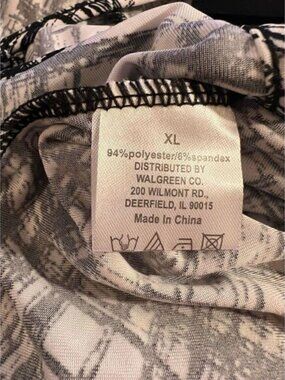 XL
94%polyester/6%spandex
DISTRIBUTED BY
WALGREEN CO.
200 WILMONT RD.,
DEERFIELD, IL 90015
Made In China